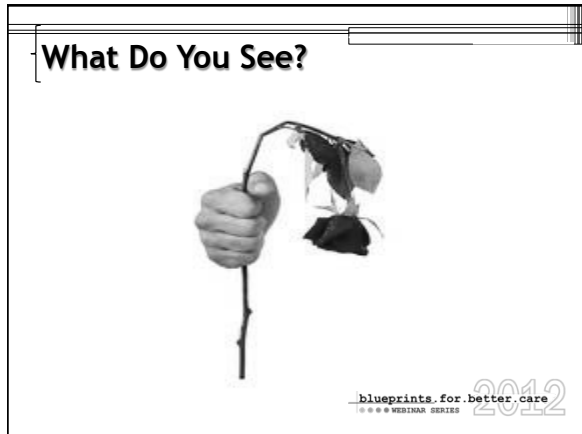 What Do You See?
blueprints.for.better.care
WEBINAR SERIES
2012